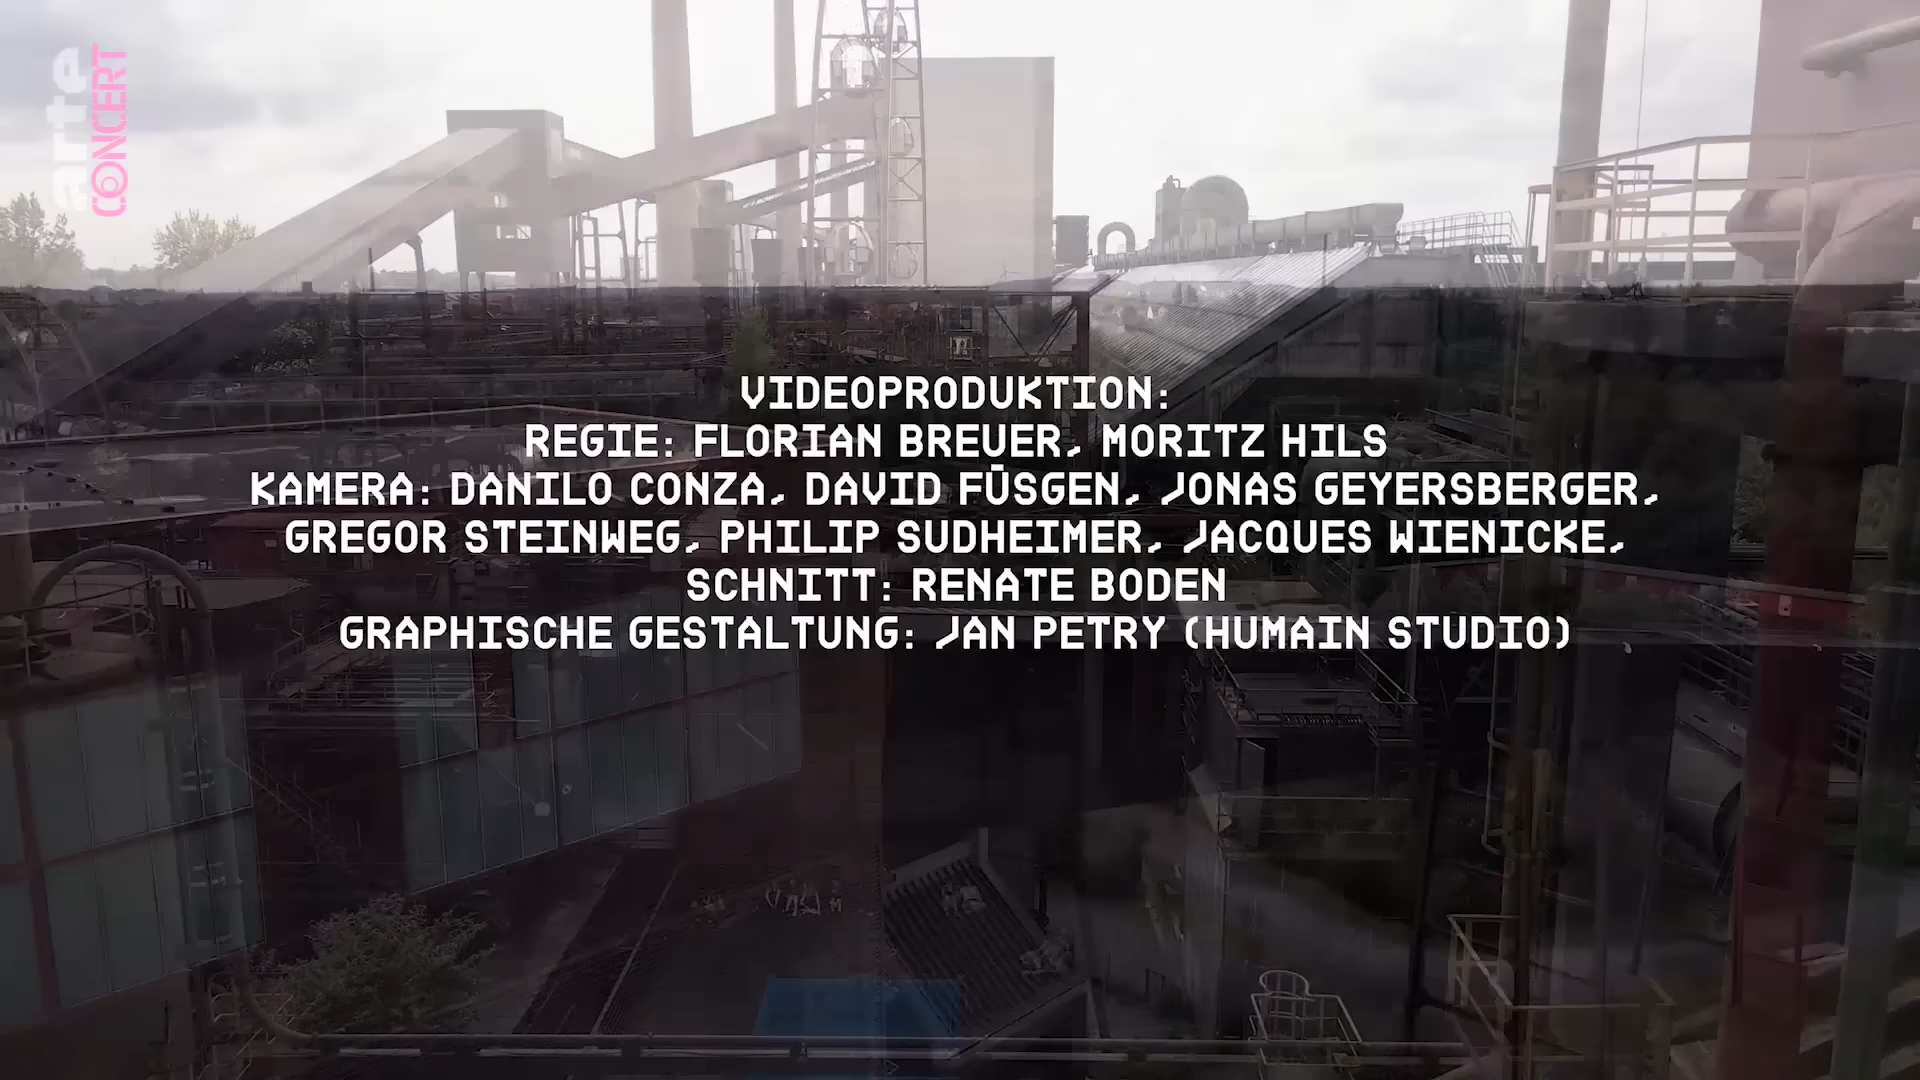 arte
CONCERT
VIDEOPRODUKTION:
REGIE: FLORIAN BREUER, MORITZ HILS
KAMERA: DANILO CONZA, DAVID FÜSGEN, JONAS GEYERSBERGER,
GREGOR STEINWEG, PHILIP SUDHEIMER, JACQUES WIENICKE,
SCHNITT: RENATE BODEN
GRAPHISCHE GESTALTUNG: JAN PETRY (HUMAIN STUDIO)